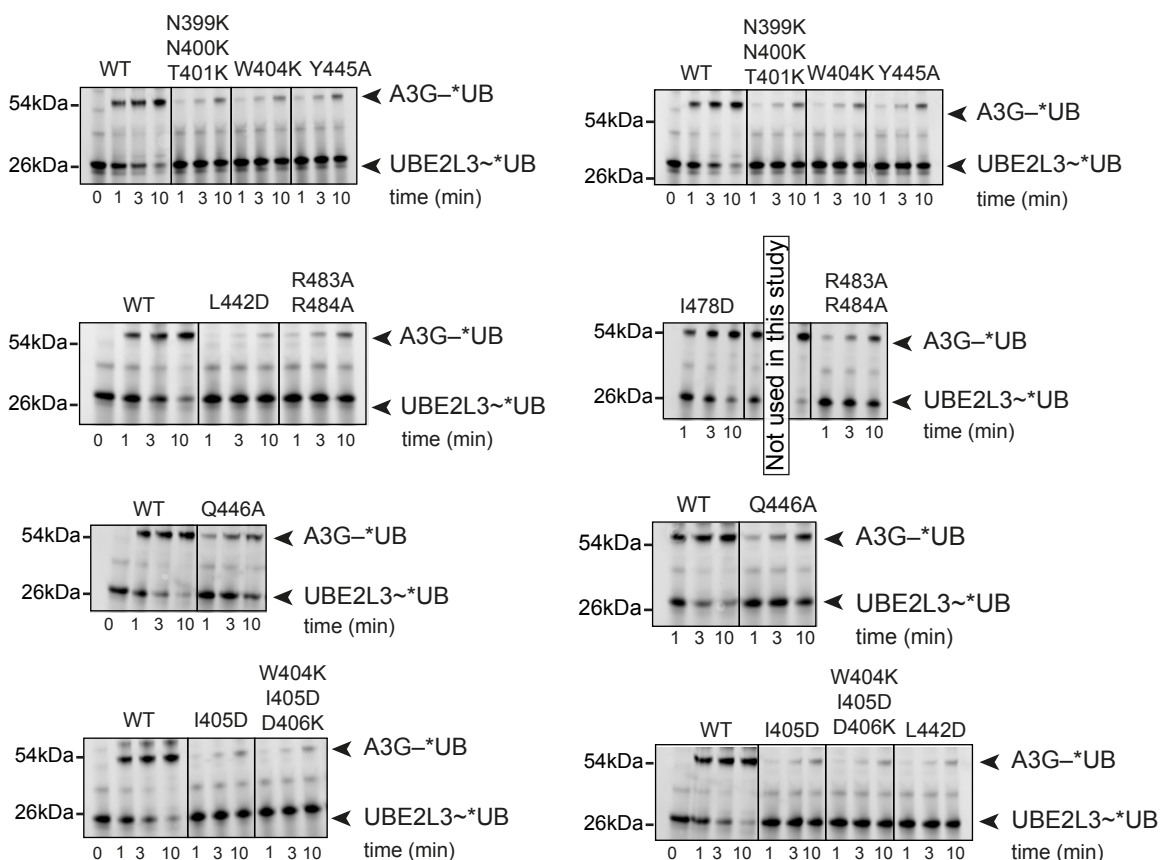 N399K
N400K
WT T401K W404K Y445A
54kDa
A3G–*UB
26kDa
UBE2L3~*UB
0 1 3 10 1 3 10 1 3 10 1 3 10 time (min)
N399K
N400K
WT T401K W404K Y445A
54kDa
A3G–*UB
26kDa
UBE2L3~*UB
0 1 3 10 1 3 10 1 3 10 1 3 10 time (min)
R483A
WT L442D R484A
54kDa
A3G–*UB
26kDa
UBE2L3~*UB
0 1 3 10 1 3 10 1 3 10 time (min)
R483A
I478D R484A
Not used in this study
54kDa
A3G–*UB
26kDa
UBE2L3~*UB
1 3 10 1 3 10 time (min)
WT Q446A
54kDa
A3G–*UB
26kDa
UBE2L3~*UB
0 1 3 10 1 3 10 time (min)
WT Q446A
54kDa
A3G–*UB
26kDa
UBE2L3~*UB
1 3 10 1 3 10
time (min)
W404K
I405D
WT I405D D406K
54kDa
A3G–*UB
26kDa
UBE2L3~*UB
0 1 3 10 1 3 10 1 3 10 time (min)
W404K
I405D
WT I405D D406K L442D
54kDa
A3G–*UB
26kDa
UBE2L3~*UB
0 1 3 10 1 3 10 1 3 10 1 3 10 time (min)